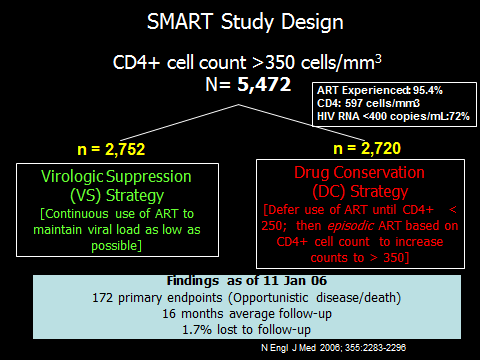 SMART Study Design
CD4+ cell count >350 cells/mm3
N= 5,472
ART Experienced: 95.4%
CD4: 597 cells/mm3
HIV RNA <400 copies/mL:72%
n = 2,752
n = 2,720
Virologic Suppression
(VS) Strategy
[Continuous use of ART to
maintain viral load as low as
possible]
Drug Conservation
(DC) Strategy
[Defer use of ART until CD4+ <
250; then episodic ART based on
CD4+ cell count to increase
counts to > 350]
Findings as of 11 Jan 06
172 primary endpoints (Opportunistic disease/death)
16 months average follow-up
1.7% lost to follow-up
N Engl J Med 2006; 355:2283-2296